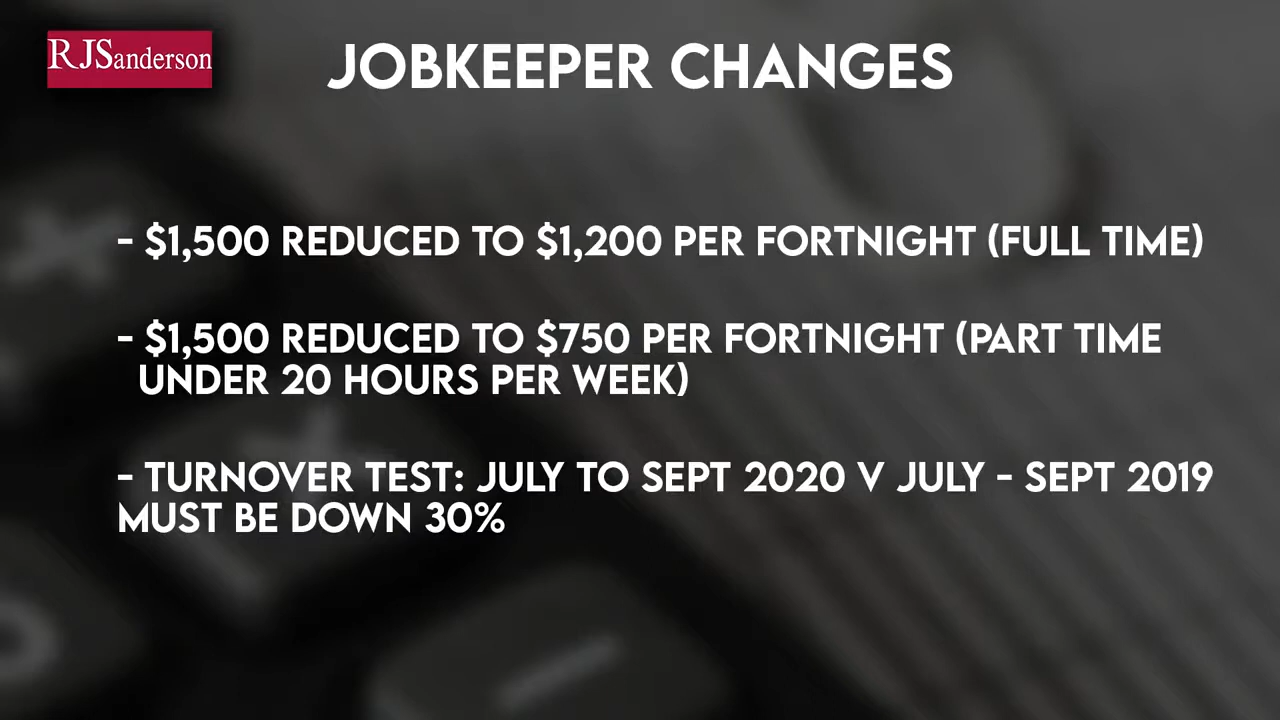 RJSanderson
JOBKEEPER CHANGES
- $1,500 REDUCED TO $1,200 PER FORTNIGHT (FULL TIME)
- $1,500 REDUCED TO $750 PER FORTNIGHT (PART TIME
UNDER 20 HOURS PER WEEK)
- TURNOVER TEST: JULY TO SEPT 2020 V JULY - SEPT 2019
MUST BE DOWN 30%